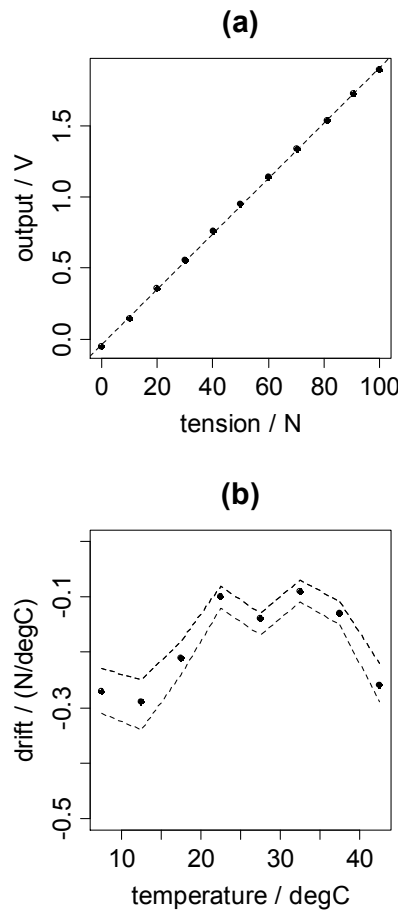 (a)
output / V
0.0 0.5 1.0 1.5
0 20 40 60 80 100
tension / N
(b)
drift / (N/degC)
-0.5 -0.3 -0.1
10 20 30 40
temperature / degC